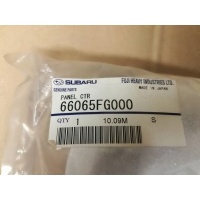 SUBARU FUJI HEAVY INDUSTRIES LTD.
GENUINE PARTS MADE IN JAPAN
PANEL CTR
66065FG000
QTY 1 10.09M S